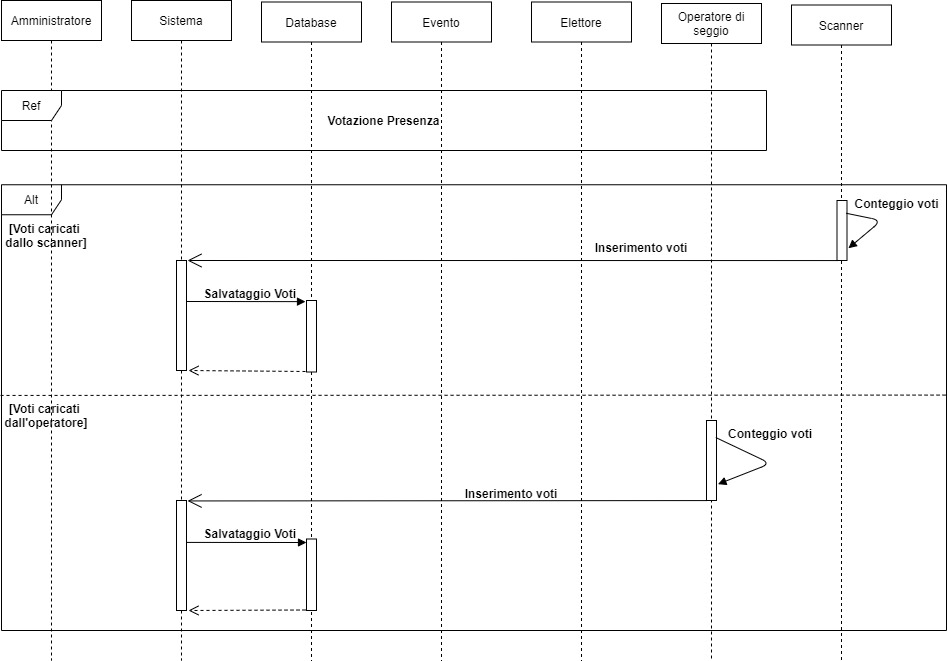 Amministratore
Sistema
Database
Evento
Elettore
Operatore di
seggio
Scanner
Ref
Votazione Presenza
Alt
[Voti caricati
dallo scanner]
Conteggio voti
Inserimento voti
Salvataggio Voti
[Voti caricati
dall'operatore]
Conteggio voti
Inserimento voti
Salvataggio Voti